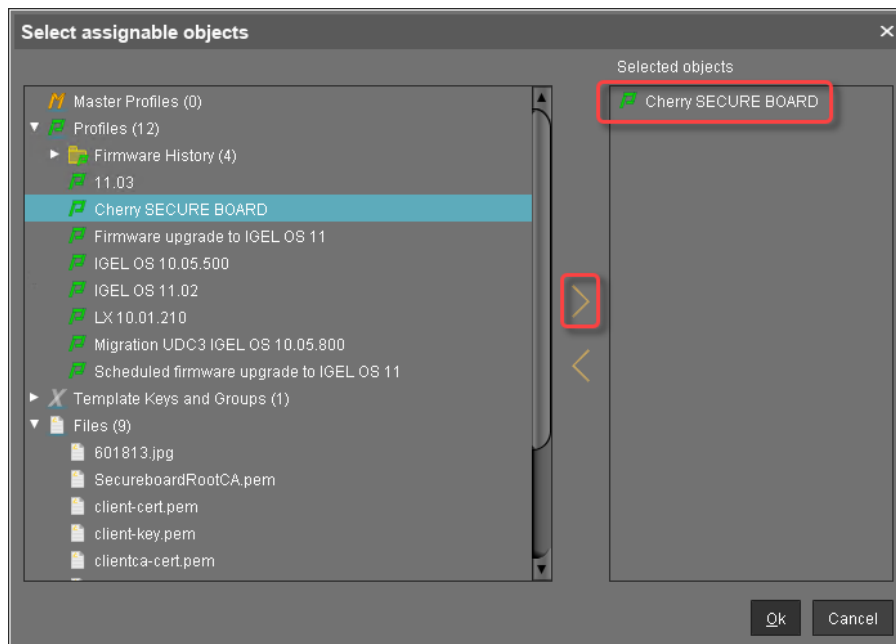 Select assignable objects
Selected objects
Master Profiles (0)
Profiles (12)
Firmware History (4)
11.03
Cherry SECURE BOARD
Firmware upgrade to IGEL OS 11
IGEL OS 10.05.500
IGEL OS 11.02
LX 10.01.210
Migration UDC3 IGEL OS 10.05.800
Scheduled firmware upgrade to IGEL OS 11
Template Keys and Groups (1)
Files (9)
601813.jpg
SecureboardRootCA.pem
client-cert.pem
client-key.pem
clientca-cert.pem
Cherry SECURE BOARD
Ok
Cancel